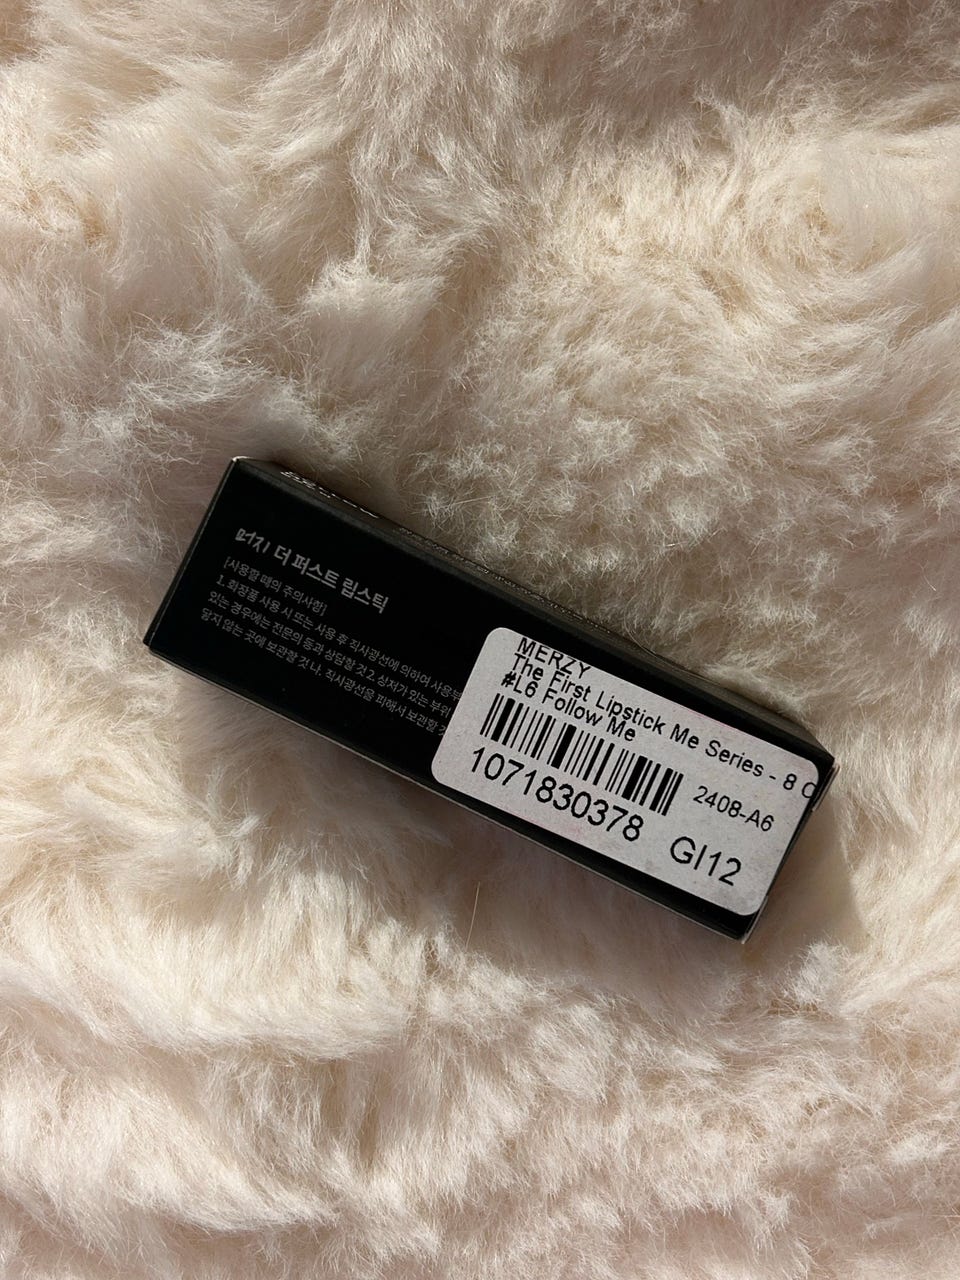 머지 더 퍼스트 립스틱
[사용할 때의 주의사항]
1. 화장품 사용 시 또는 사용 후 직사광선에 의하여 사용부
있는 경우에는 전문의 등과 상담할 것 2. 상처가 있는 부위
닿지 않는 곳에 보관할 것 나. 직사광선을 피해서 보관할 것
MERZY
The First Lipstick Me Series - 8 C
#L6 Follow Me
2408-A6
1071830378
GI12